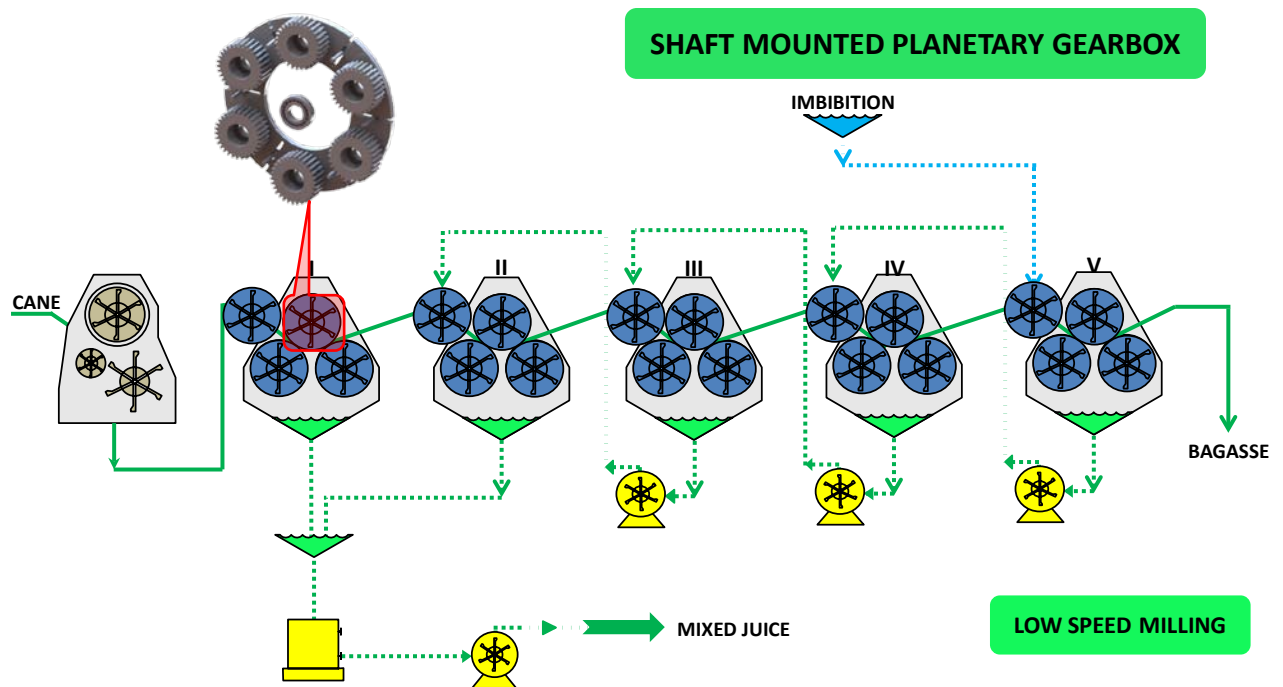 SHAFT MOUNTED PLANETARY GEARBOX
IMBIBITION
I
II
III
IV
V
CANE
BAGASSE
MIXED JUICE
LOW SPEED MILLING